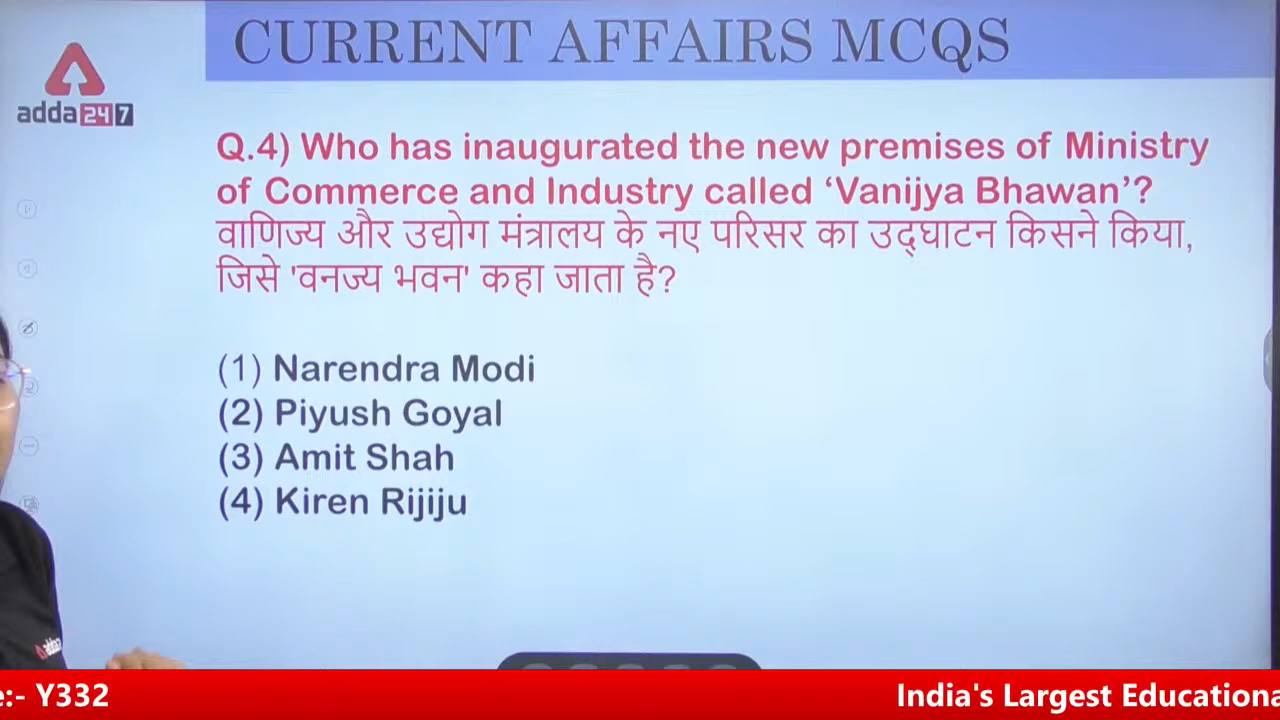 CURRENT AFFAIRS MCQS
adda247
Q.4) Who has inaugurated the new premises of Ministry
of Commerce and Industry called ‘Vanijya Bhawan’?
वाणिज्य और उद्योग मंत्रालय के नए परिसर का उद्घाटन किसने किया,
जिसे 'वनज्य भवन' कहा जाता है?
(1) Narendra Modi
(2) Piyush Goyal
(3) Amit Shah
(4) Kiren Rijiju
e:- Y332
India's Largest Educationa